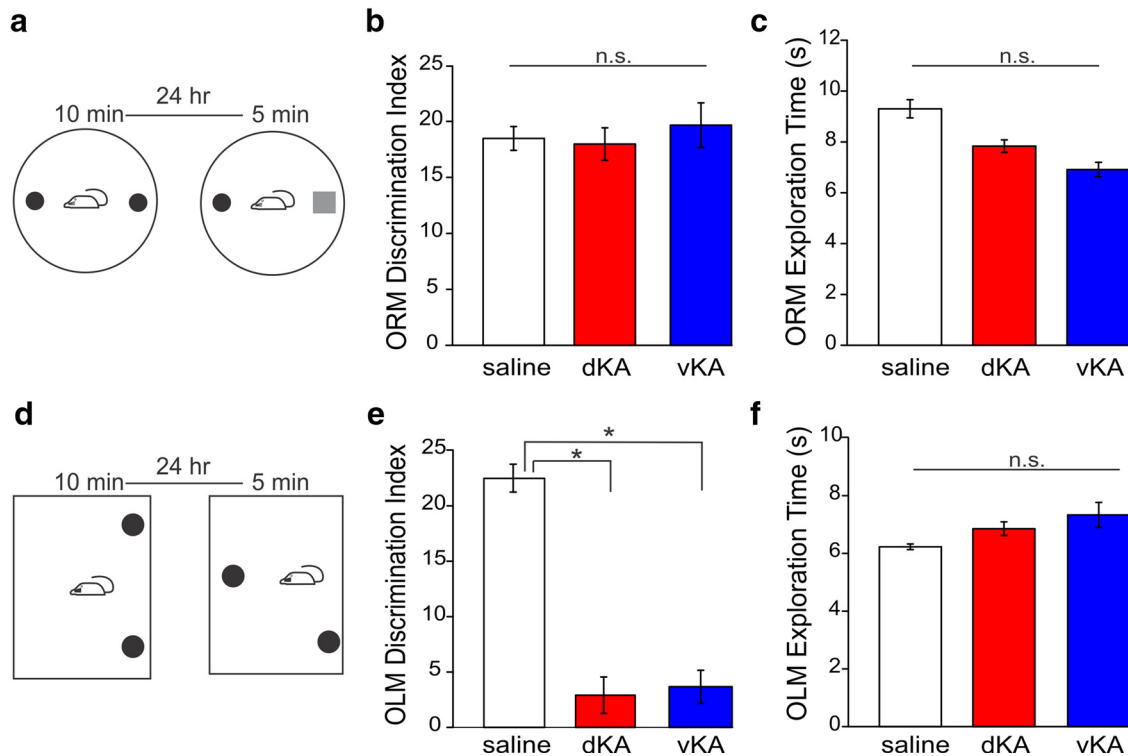 a
10 min
24 hr
5 min
b
ORM Discrimination Index
25
20
15
10
5
0
n.s.
saline dKA vKA
c
ORM Exploration Time (s)
12
10
8
6
4
2
0
n.s.
saline dKA vKA
d
10 min
24 hr
5 min
e
OLM Discrimination Index
25
20
15
10
5
0
*
*
saline dKA vKA
f
OLM Exploration Time (s)
10
8
6
4
2
0
n.s.
saline dKA vKA